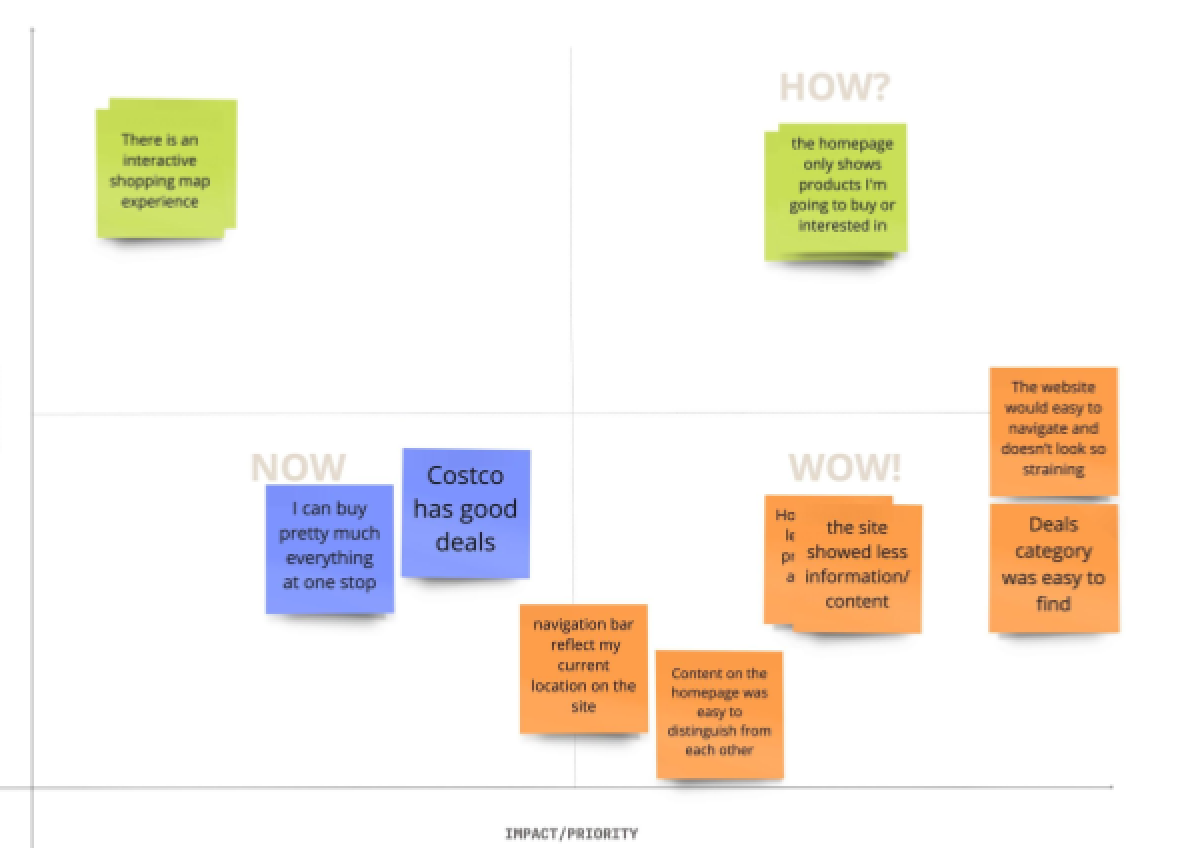 HOW?
There is an
interactive
shopping map
experience
the homepage
only shows
products I'm
going to buy or
interested in
The website
would easy to
navigate and
doesn't look so
straining
NOW
WOW!
I can buy
pretty much
everything
at one stop
Costco
has good
deals
the site
showed less
information/
content
Deals
category
was easy to
find
navigation bar
reflect my
current
location on the
site
Content on the
homepage was
easy to
distinguish from
each other
IMPACT/PRIORITY